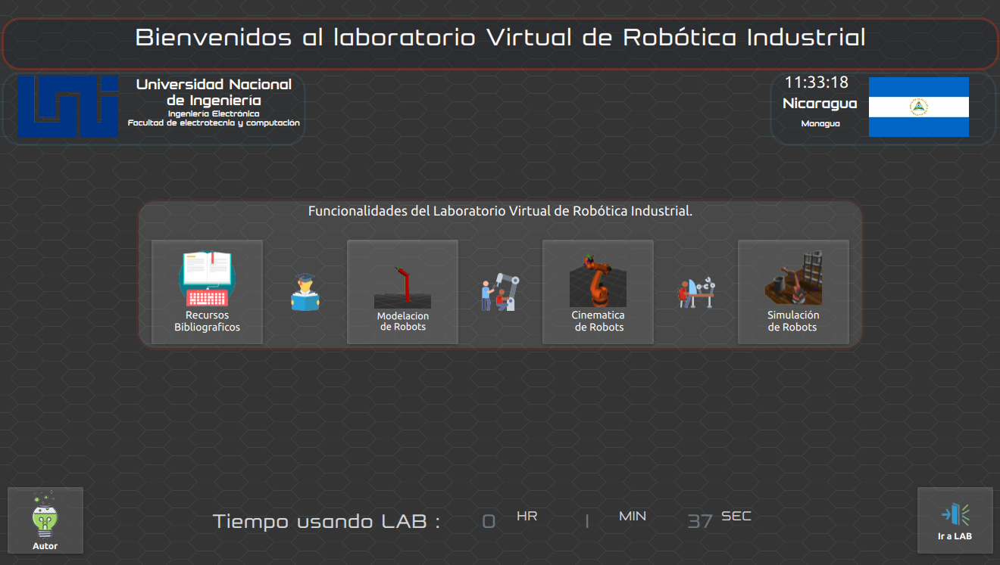 Bienvenidos al laboratorio Virtual de Robótica Industrial
Universidad Nacional
de Ingeniería
Ingeniería Electrónica
Facultad de electrotecnia y computación
11:33:18
Nicaragua
Managua
Funcionalidades del Laboratorio Virtual de Robótica Industrial.
Recursos
Bibliograficos
Modelacion
de Robots
Cinematica
de Robots
Simulación
de Robots
Autor
Tiempo usando LAB : 0 HR 1 MIN 37 SEC
Ir a LAB